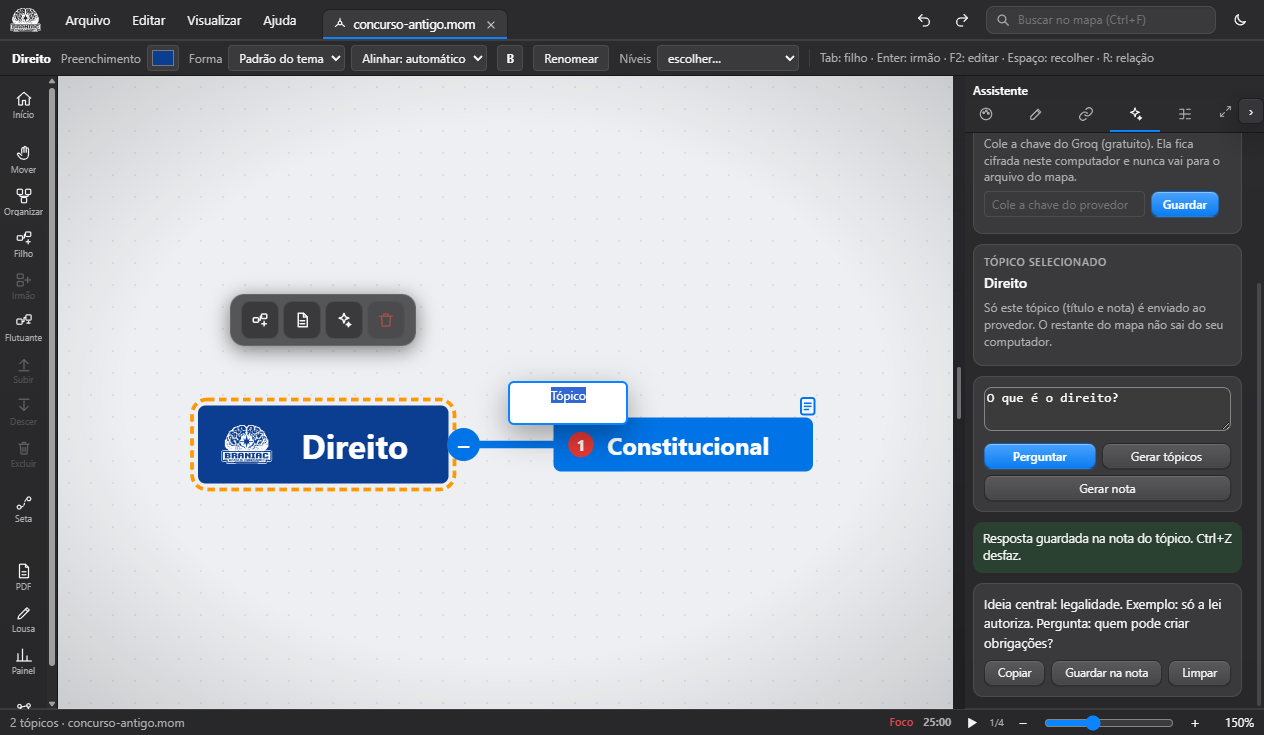 Arquivo Editar Visualizar Ajuda
concurso-antigo.mom ×
Buscar no mapa (Ctrl+F)
Direito Preenchimento Forma Padrão do tema Alinhar: automático B Renomear Níveis escolher... Tab: filho · Enter: irmão · F2: editar · Espaço: recolher · R: relação
Início
Mover
Organizar
Filho
Irmão
Flutuante
Subir
Descer
Excluir
Seta
PDF
Lousa
Painel
Tópico
BRANIAC
Direito
1 Constitucional
Assistente
Cole a chave do Groq (gratuito). Ela fica
cifrada neste computador e nunca vai para o
arquivo do mapa.
Cole a chave do provedor Guardar
TÓPICO SELECIONADO
Direito
Só este tópico (título e nota) é enviado ao
provedor. O restante do mapa não sai do seu
computador.
O que é o direito?
Perguntar Gerar tópicos
Gerar nota
Resposta guardada na nota do tópico. Ctrl+Z
desfaz.
Ideia central: legalidade. Exemplo: só a lei
autoriza. Pergunta: quem pode criar
obrigações?
Copiar Guardar na nota Limpar
2 tópicos · concurso-antigo.mom Foco 25:00 1/4 − + 150%